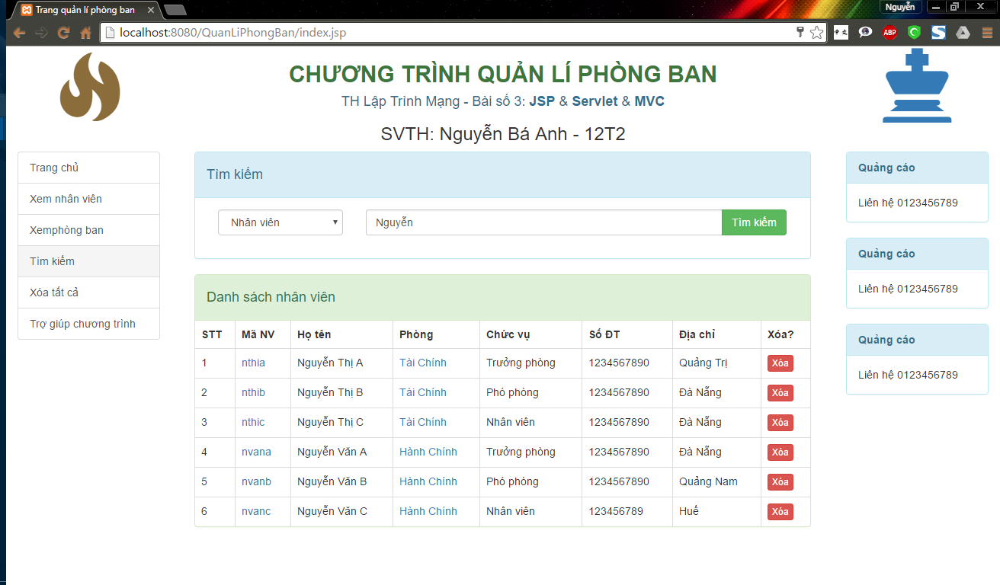 Trang quản lí phòng ban
Nguyễn
localhost:8080/QuanLiPhongBan/index.jsp
ABP
CHƯƠNG TRÌNH QUẢN LÍ PHÒNG BAN
TH Lập Trình Mạng - Bài số 3: JSP & Servlet & MVC
SVTH: Nguyễn Bá Anh - 12T2
Trang chủ
Xem nhân viên
Xemphòng ban
Tìm kiếm
Xóa tất cả
Trợ giúp chương trình
Tìm kiếm
Nhân viên Nguyễn Tìm kiếm
Danh sách nhân viên
STT Mã NV Họ tên Phòng Chức vụ Số ĐT Địa chỉ Xóa?
1 nthia Nguyễn Thị A Tài Chính Trưởng phòng 1234567890 Quảng Trị Xóa
2 nthib Nguyễn Thị B Tài Chính Phó phòng 1234567890 Đà Nẵng Xóa
3 nthic Nguyễn Thị C Tài Chính Nhân viên 1234567890 Đà Nẵng Xóa
4 nvana Nguyễn Văn A Hành Chính Trưởng phòng 1234567890 Đà Nẵng Xóa
5 nvanb Nguyễn Văn B Hành Chính Phó phòng 1234567890 Quảng Nam Xóa
6 nvanc Nguyễn Văn C Hành Chính Nhân viên 123456789 Huế Xóa
Quảng cáo
Liên hệ 0123456789
Quảng cáo
Liên hệ 0123456789
Quảng cáo
Liên hệ 0123456789